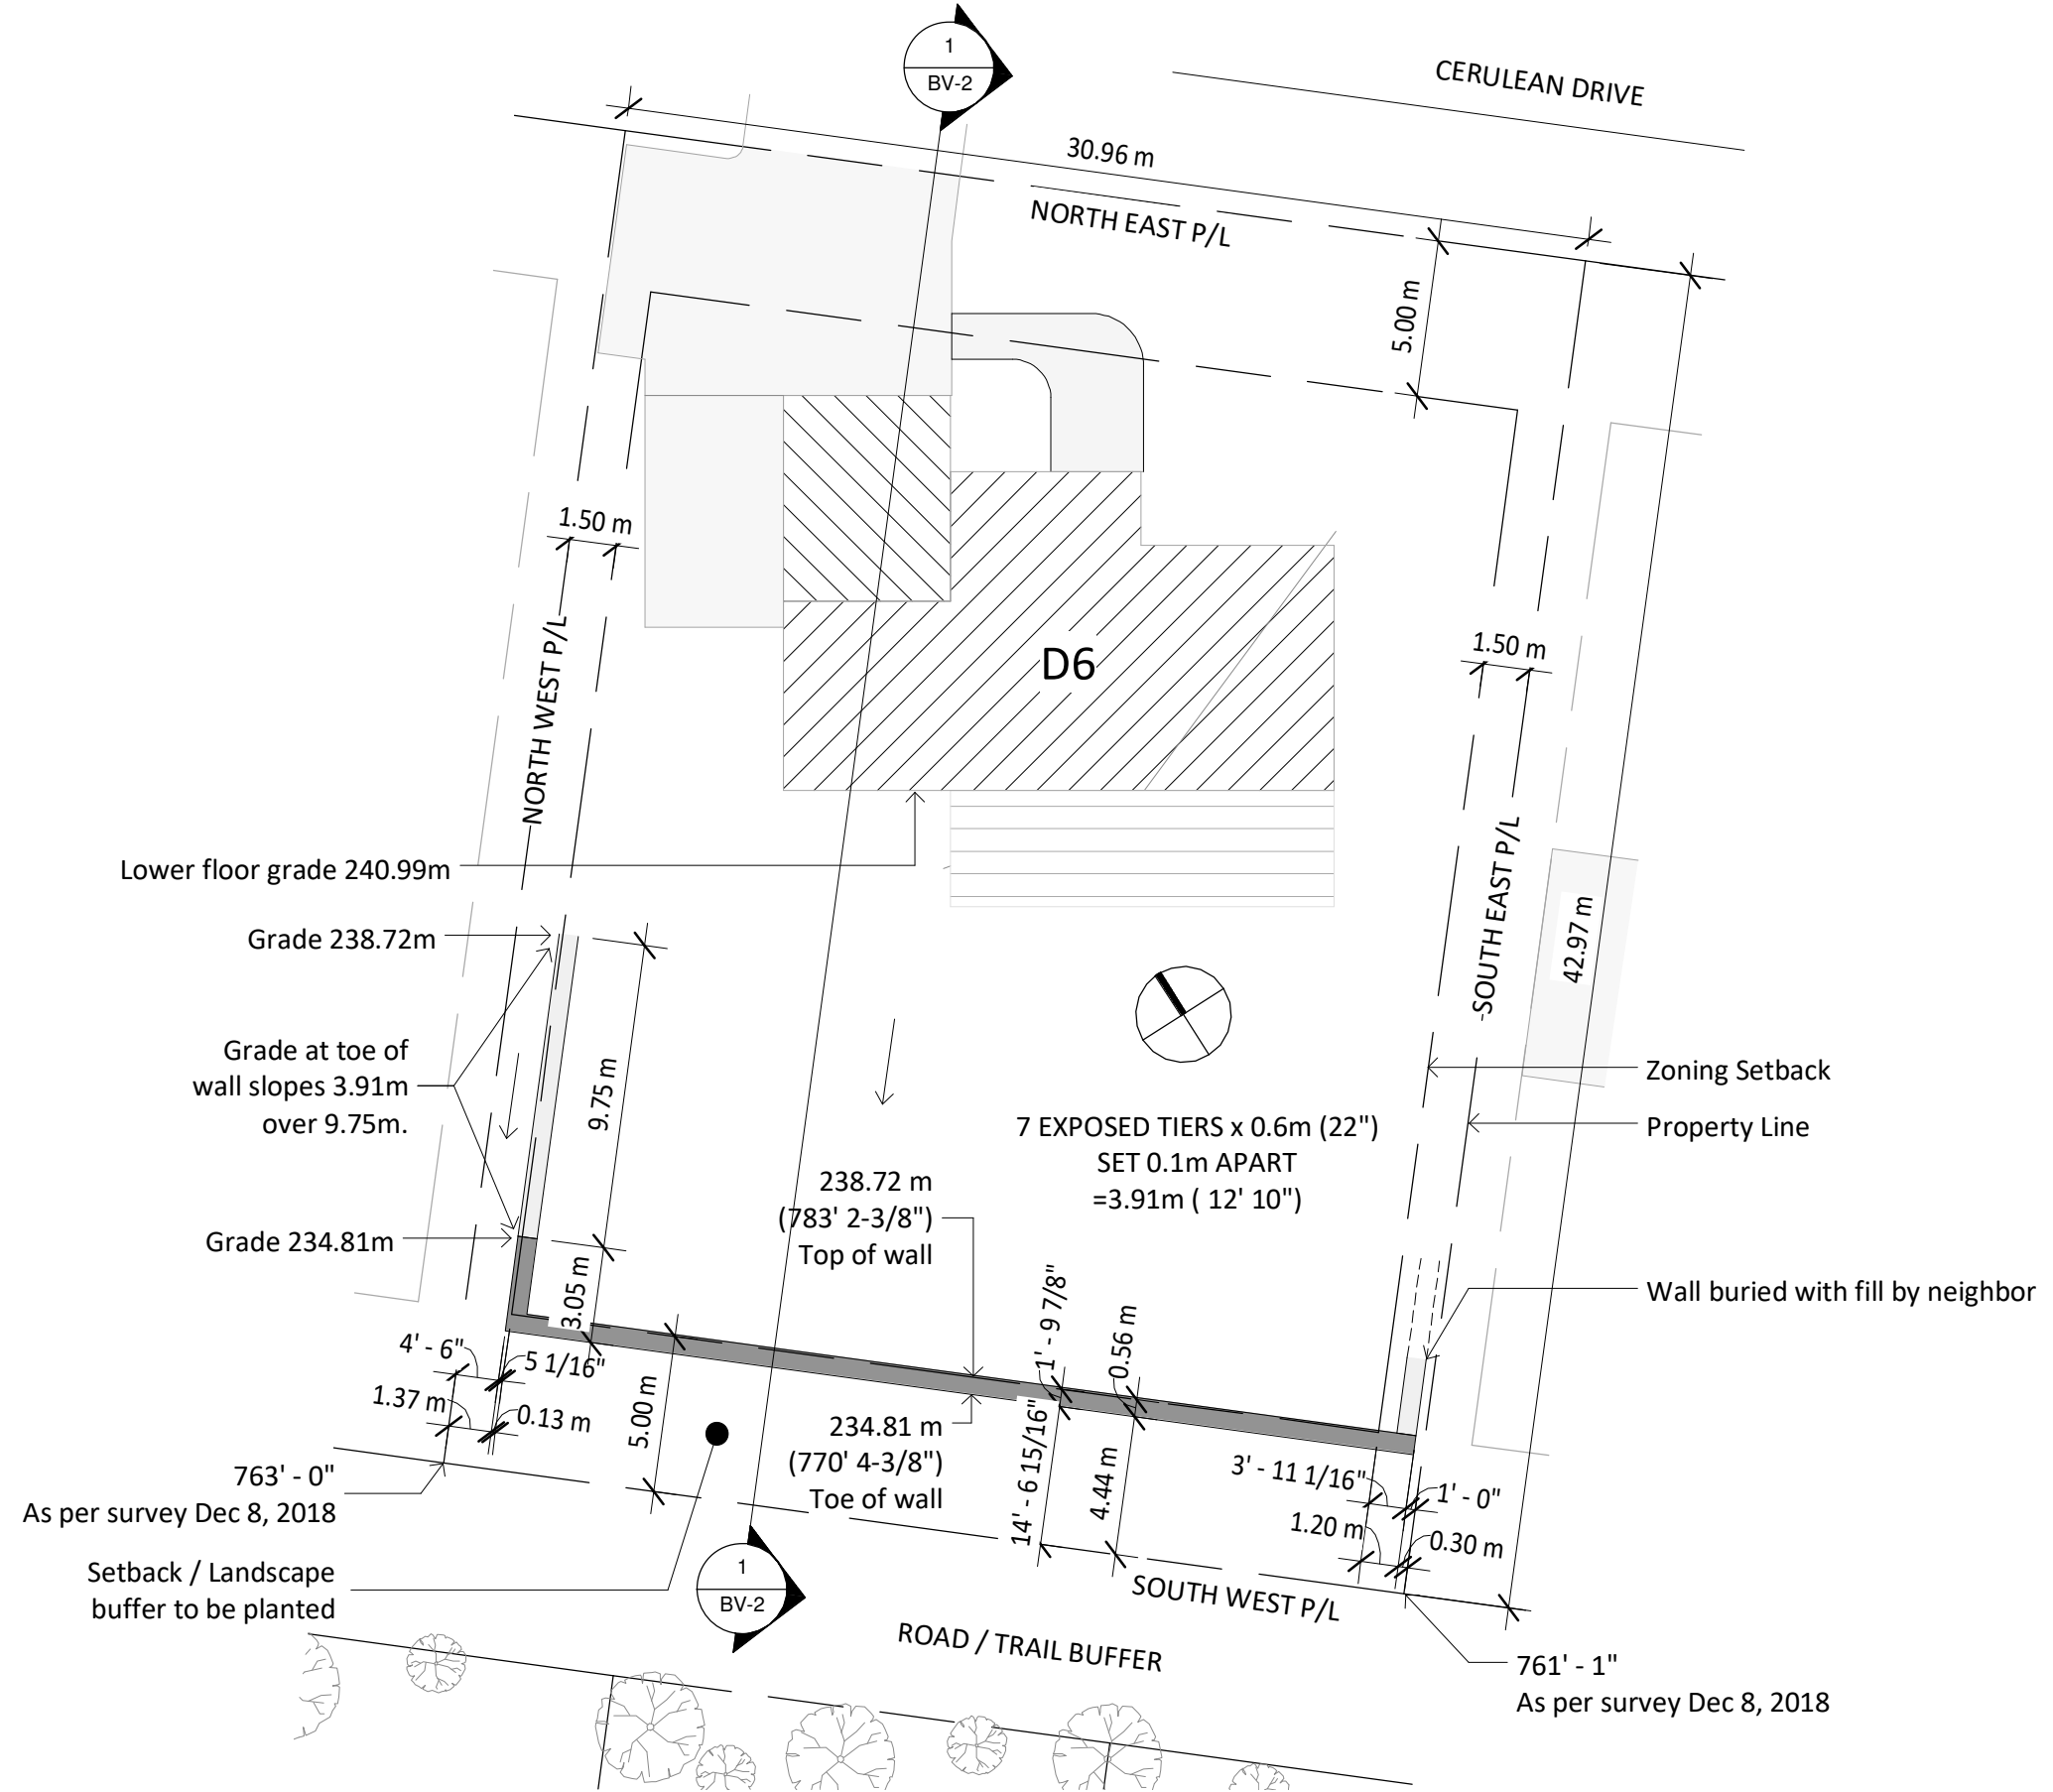 1
BV-2
CERULEAN DRIVE
30.96 m
NORTH EAST P/L
5.00 m
1.50 m
NORTH WEST P/L
D6
1.50 m
SOUTH EAST P/L
42.97 m
Lower floor grade 240.99m
Grade 238.72m
Grade at toe of
wall slopes 3.91m
over 9.75m.
9.75 m
Grade 234.81m
3.05 m
Zoning Setback
Property Line
7 EXPOSED TIERS x 0.6m (22")
SET 0.1m APART
=3.91m ( 12' 10")
238.72 m
(783' 2-3/8")
Top of wall
1' - 9 7/8"
0.56 m
Wall buried with fill by neighbor
4' - 6"
5 1/16"
1.37 m
0.13 m
5.00 m
234.81 m
(770' 4-3/8")
Toe of wall
14' - 6 15/16"
4.44 m
3' - 11 1/16"
1' - 0"
1.20 m
0.30 m
763' - 0"
As per survey Dec 8, 2018
Setback / Landscape
buffer to be planted
1
BV-2
SOUTH WEST P/L
ROAD / TRAIL BUFFER
761' - 1"
As per survey Dec 8, 2018